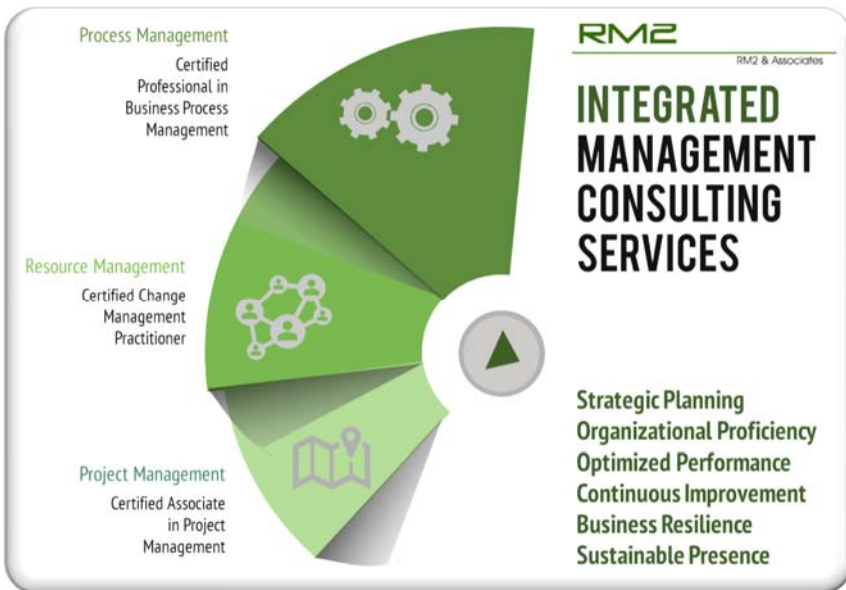 Process Management
Certified
Professional in
Business Process
Management
Resource Management
Certified Change
Management
Practitioner
Project Management
Certified Associate
in Project
Management
RM2
RM2 & Associates
INTEGRATED
MANAGEMENT
CONSULTING
SERVICES
Strategic Planning
Organizational Proficiency
Optimized Performance
Continuous Improvement
Business Resilience
Sustainable Presence